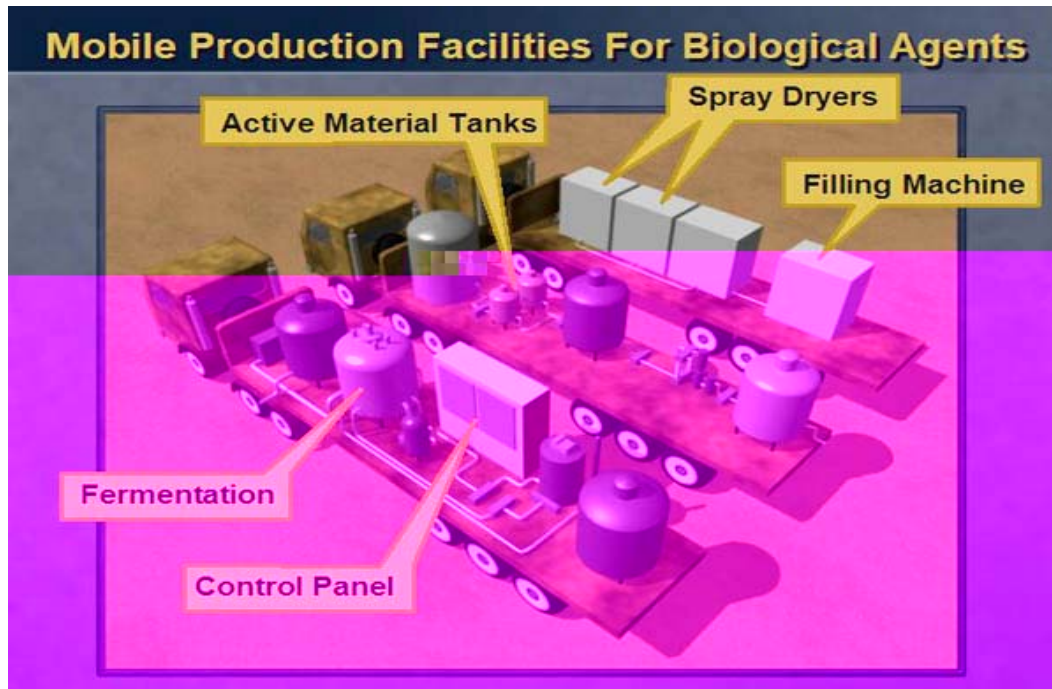 Mobile Production Facilities For Biological Agents
Spray Dryers
Active Material Tanks
Filling Machine
Fermentation
Control Panel